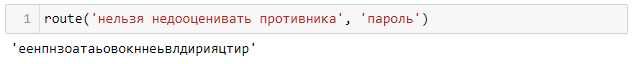 1 route('нельзя недооценивать противника', 'пароль')
'еенпнзоатаьовокннеьвлдирияцтир'